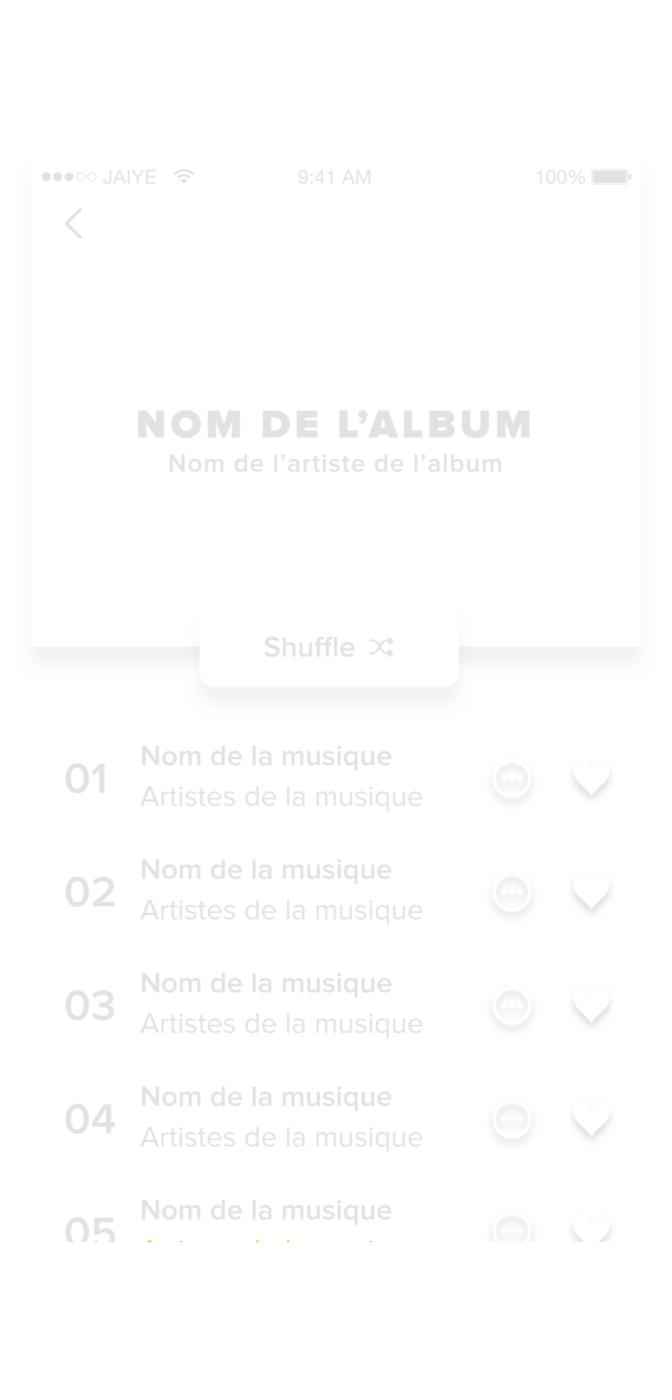 JAIYE 9:41 AM 100%
NOM DE L’ALBUM
Nom de l’artiste de l’album
Shuffle
01 Nom de la musique
Artistes de la musique
02 Nom de la musique
Artistes de la musique
03 Nom de la musique
Artistes de la musique
04 Nom de la musique
Artistes de la musique
05 Nom de la musique